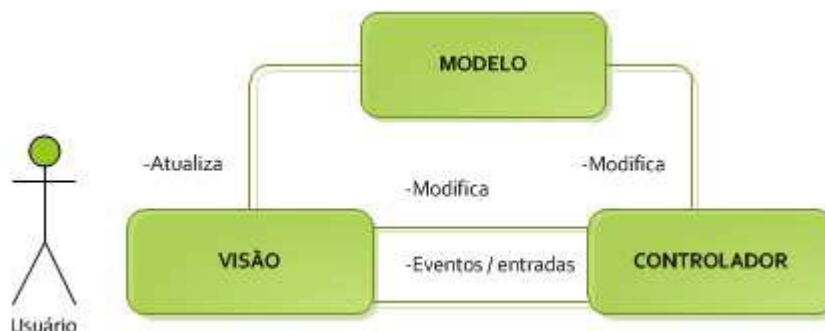 MODELO
-Atualiza
-Modifica
-Modifica
VISÃO
-Eventos / entradas
CONTROLADOR
Usuário